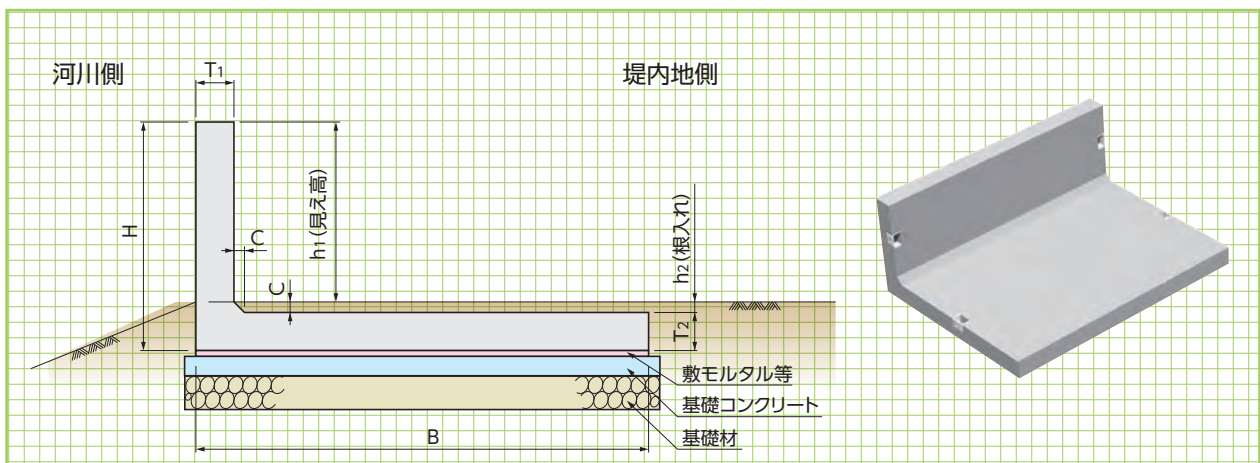 河川側
T1
堤内地側
H
h1(見え高)
C
C
h2(根入れ)
T2
敷モルタル等
基礎コンクリート
基礎材
B